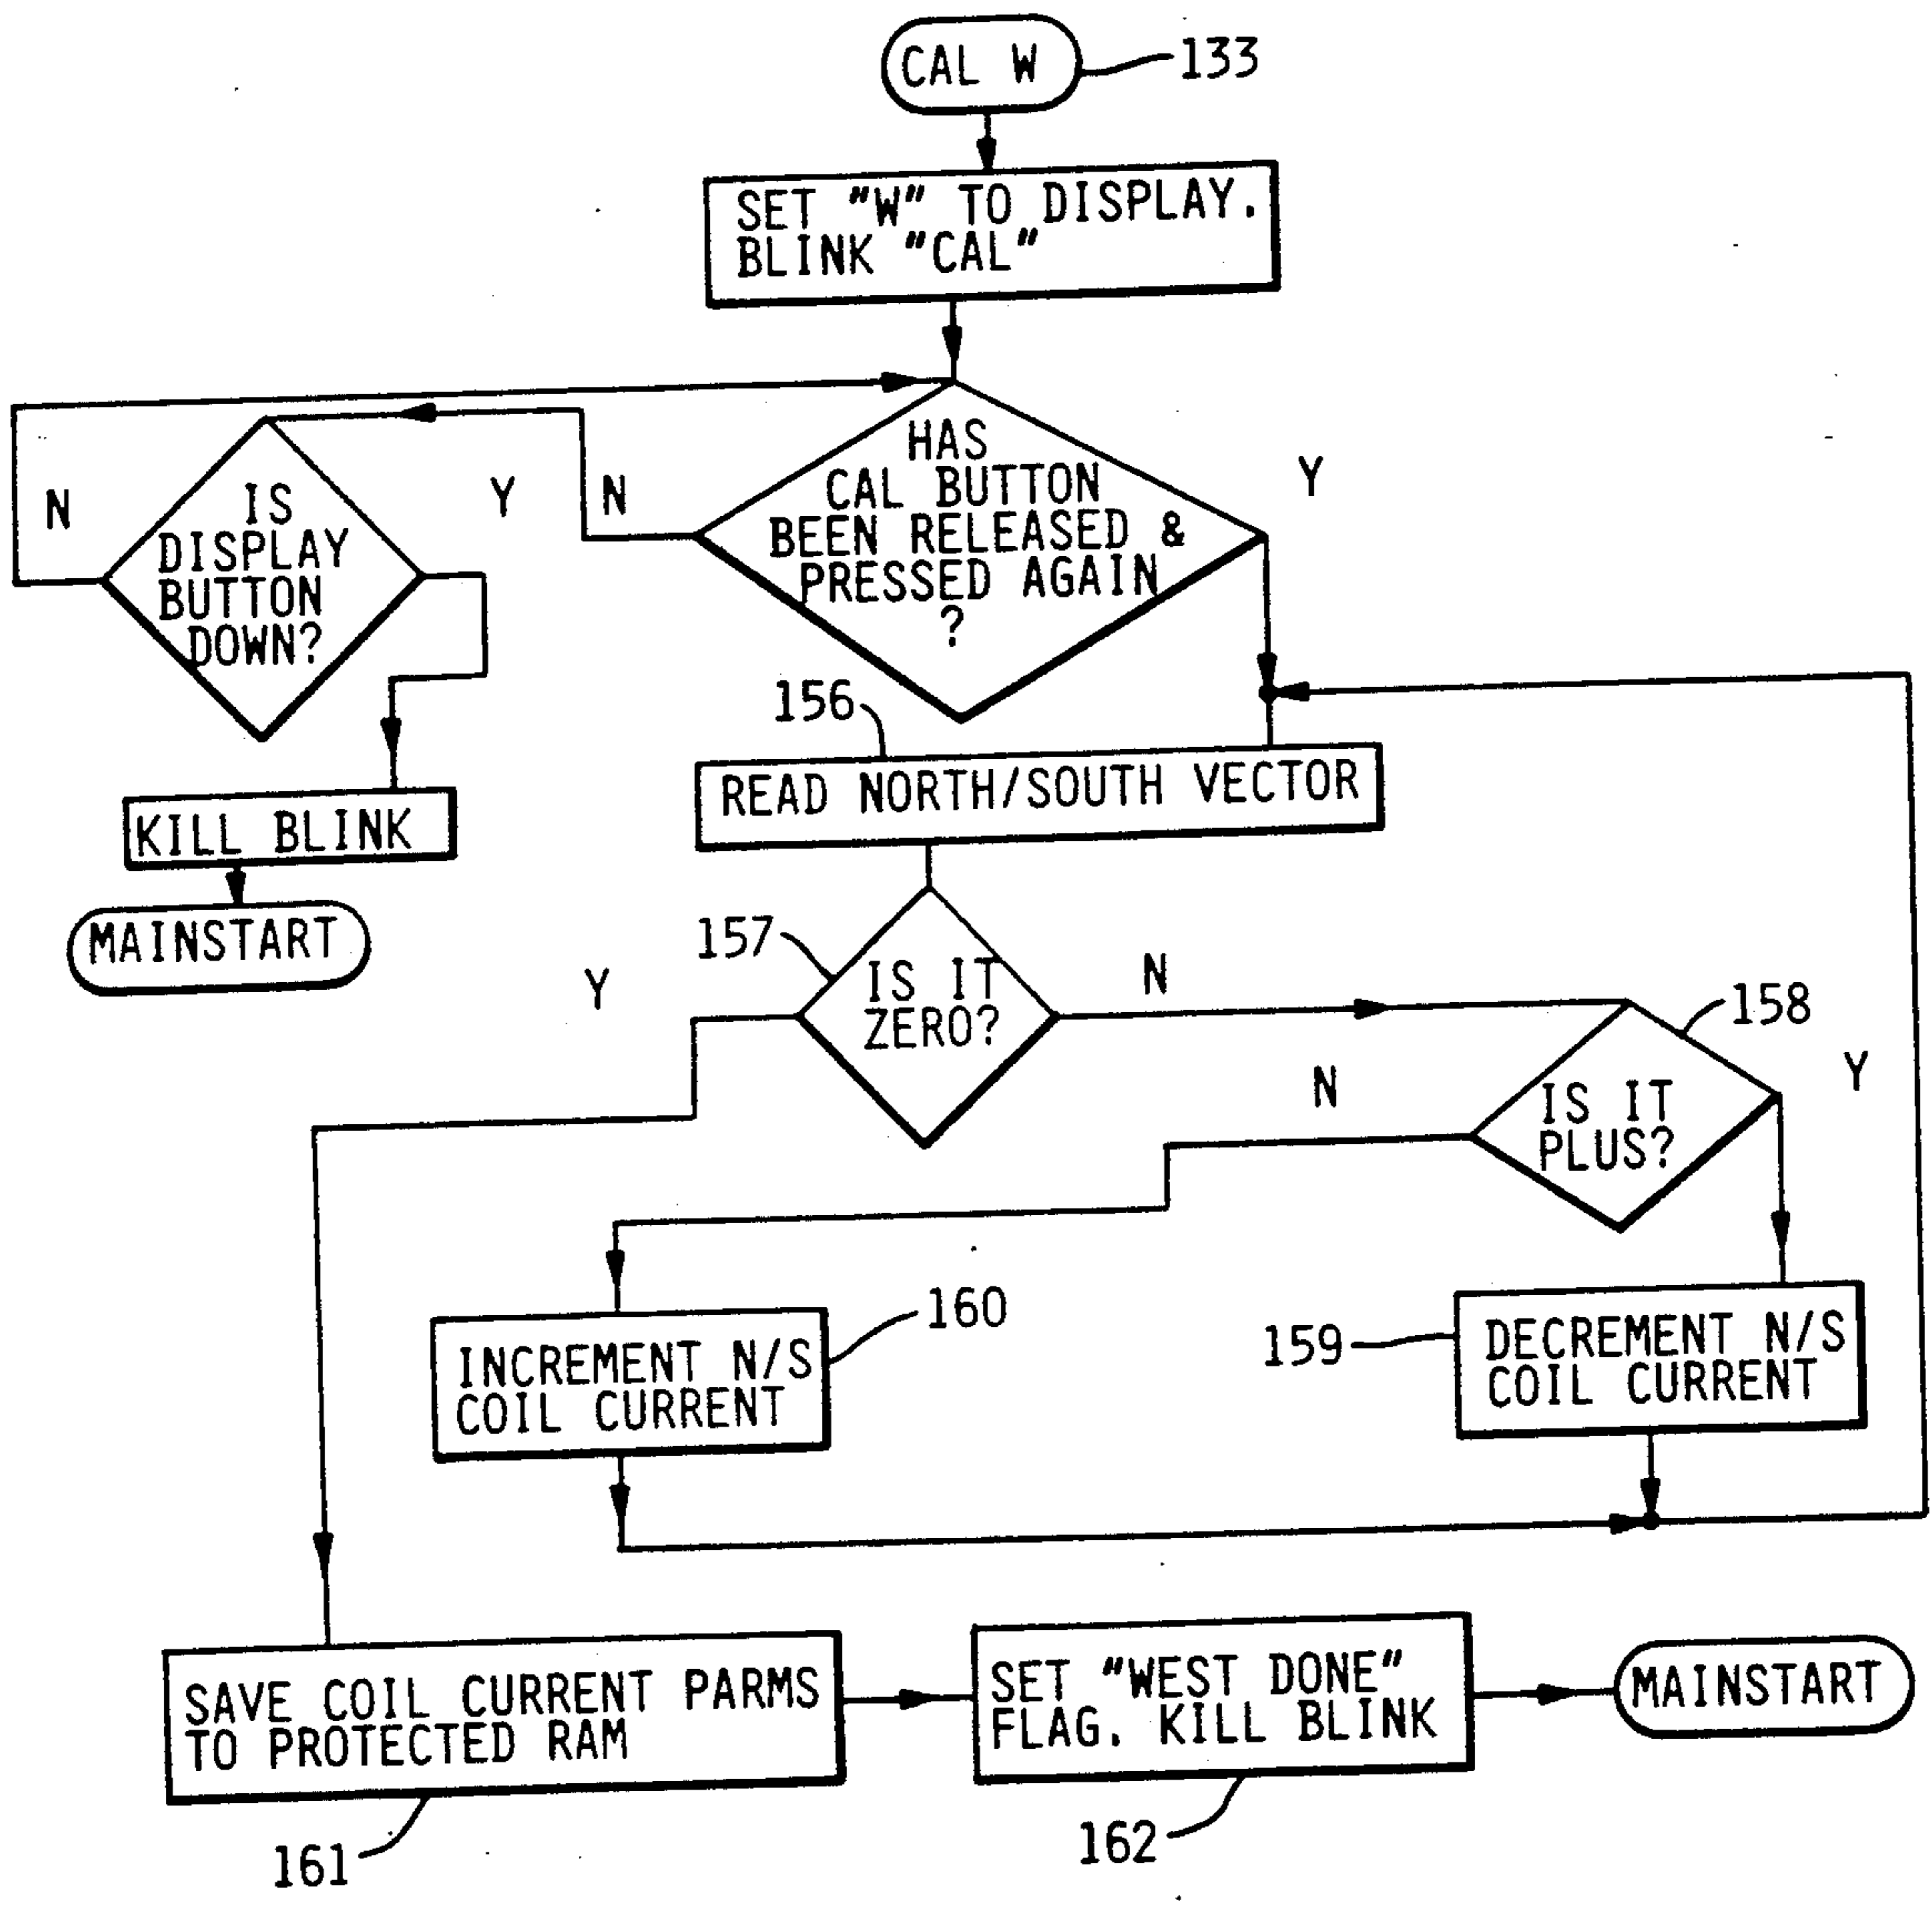 CAL W
133
SET "W" TO DISPLAY.
BLINK "CAL"
HAS
CAL BUTTON
BEEN RELEASED &
PRESSED AGAIN
?
Y
N
Y
N
IS
DISPLAY
BUTTON
DOWN?
KILL BLINK
MAINSTART
156
READ NORTH/SOUTH VECTOR
157
IS IT
ZERO?
Y
N
158
IS IT
PLUS?
N
Y
INCREMENT N/S
COIL CURRENT
160
159
DECREMENT N/S
COIL CURRENT
SAVE COIL CURRENT PARMS
TO PROTECTED RAM
161
SET "WEST DONE"
FLAG. KILL BLINK
162
MAINSTART